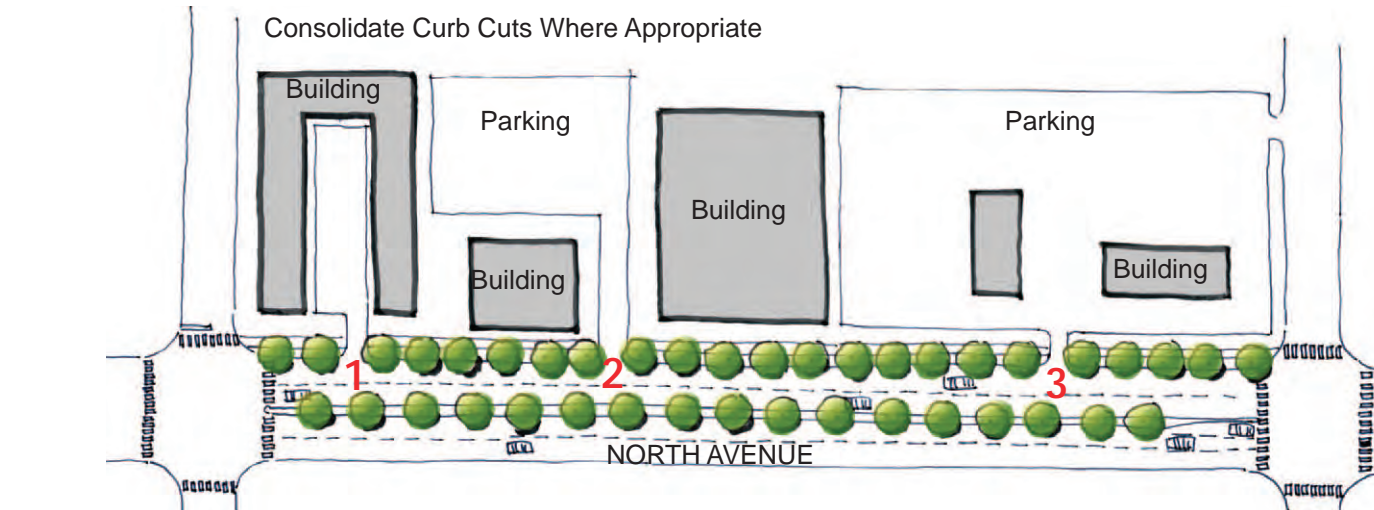 Consolidate Curb Cuts Where Appropriate
Building
Parking
Parking
Building
Building
Building
1
2
3
NORTH AVENUE